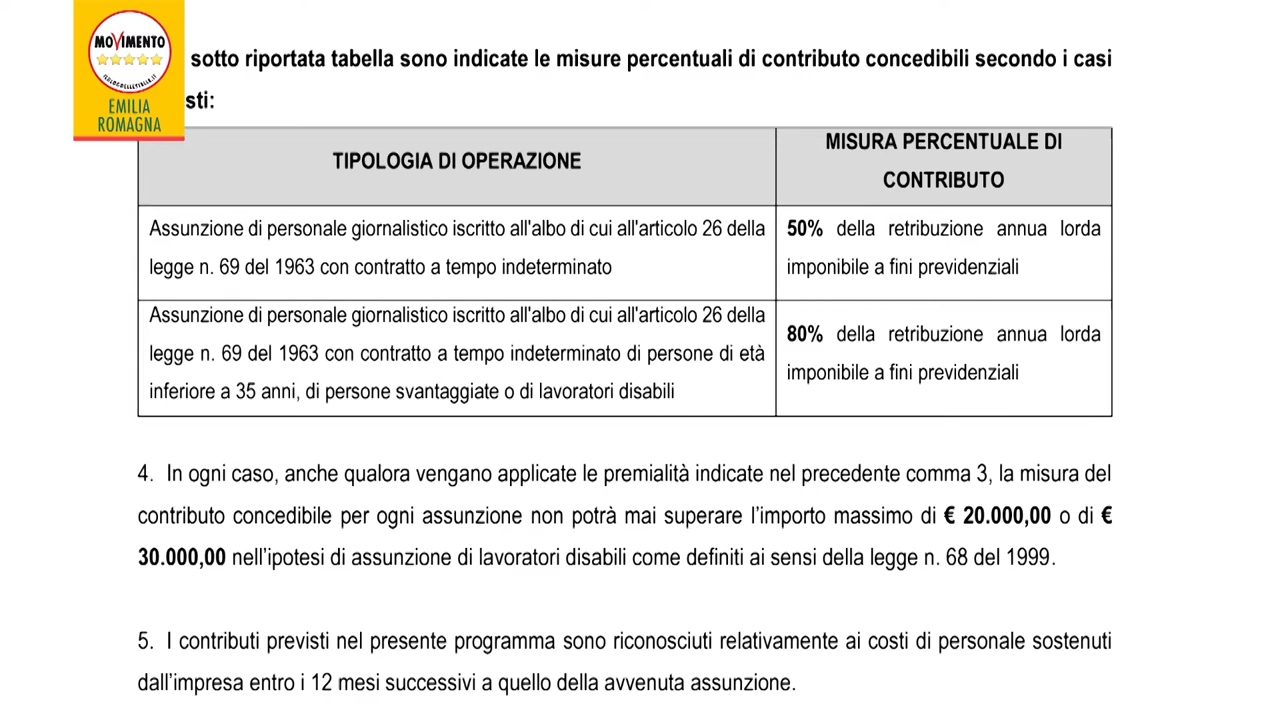 MOVIMENTO
EMILIA
ROMAGNA
sotto riportata tabella sono indicate le misure percentuali di contributo concedibili secondo i casi
sti:
TIPOLOGIA DI OPERAZIONE
MISURA PERCENTUALE DI
CONTRIBUTO
Assunzione di personale giornalistico iscritto all'albo di cui all'articolo 26 della
legge n. 69 del 1963 con contratto a tempo indeterminato
50% della retribuzione annua lorda
imponibile a fini previdenziali
Assunzione di personale giornalistico iscritto all'albo di cui all'articolo 26 della
legge n. 69 del 1963 con contratto a tempo indeterminato di persone di età
inferiore a 35 anni, di persone svantaggiate o di lavoratori disabili
80% della retribuzione annua lorda
imponibile a fini previdenziali
4. In ogni caso, anche qualora vengano applicate le premialità indicate nel precedente comma 3, la misura del
contributo concedibile per ogni assunzione non potrà mai superare l’importo massimo di € 20.000,00 o di €
30.000,00 nell’ipotesi di assunzione di lavoratori disabili come definiti ai sensi della legge n. 68 del 1999.
5. I contributi previsti nel presente programma sono riconosciuti relativamente ai costi di personale sostenuti
dall’impresa entro i 12 mesi successivi a quello della avvenuta assunzione.